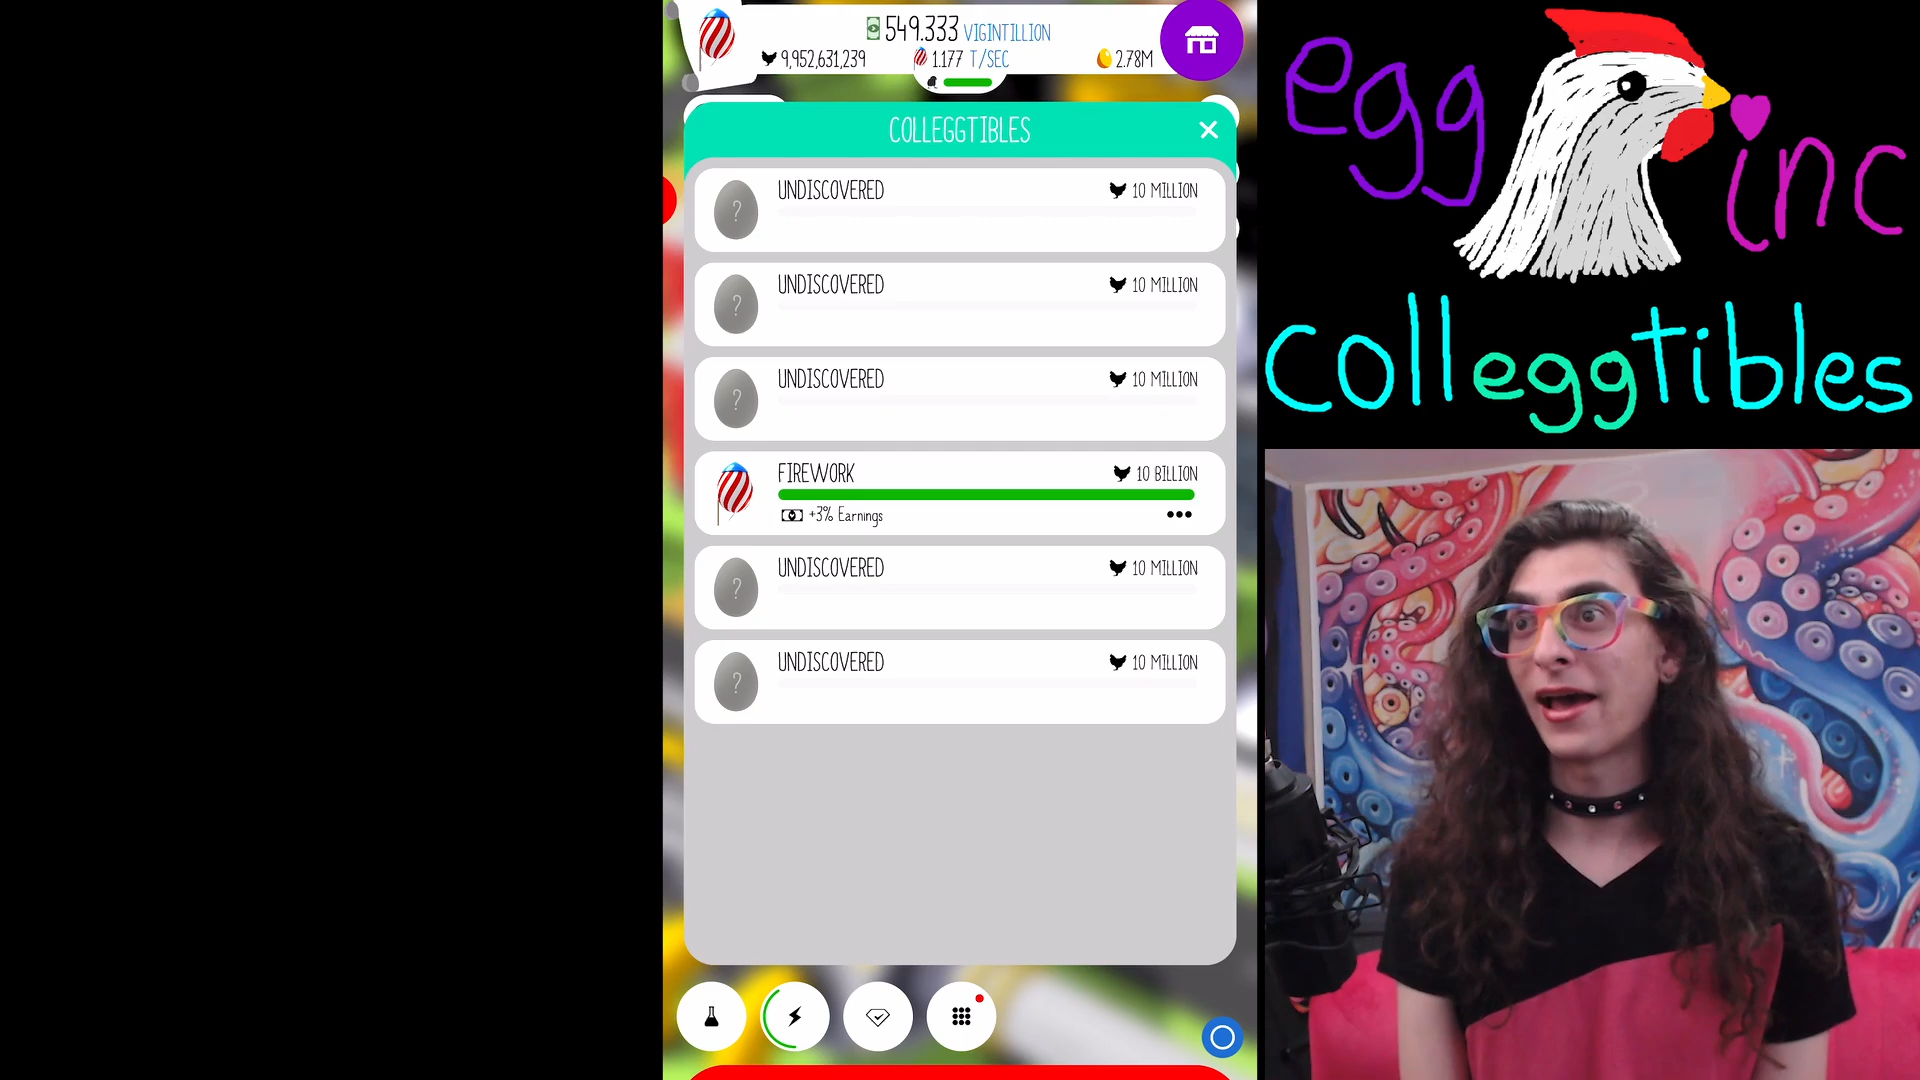 549.333 VIGINTILLION
9,952,631,239
1.177 T/SEC
2.78M
COLLEGGTIBLES
UNDISCOVERED
10 MILLION
?
UNDISCOVERED
10 MILLION
?
UNDISCOVERED
10 MILLION
?
FIREWORK
10 BILLION
+3% Earnings
UNDISCOVERED
10 MILLION
?
UNDISCOVERED
10 MILLION
?
egg inc
colleggtibles